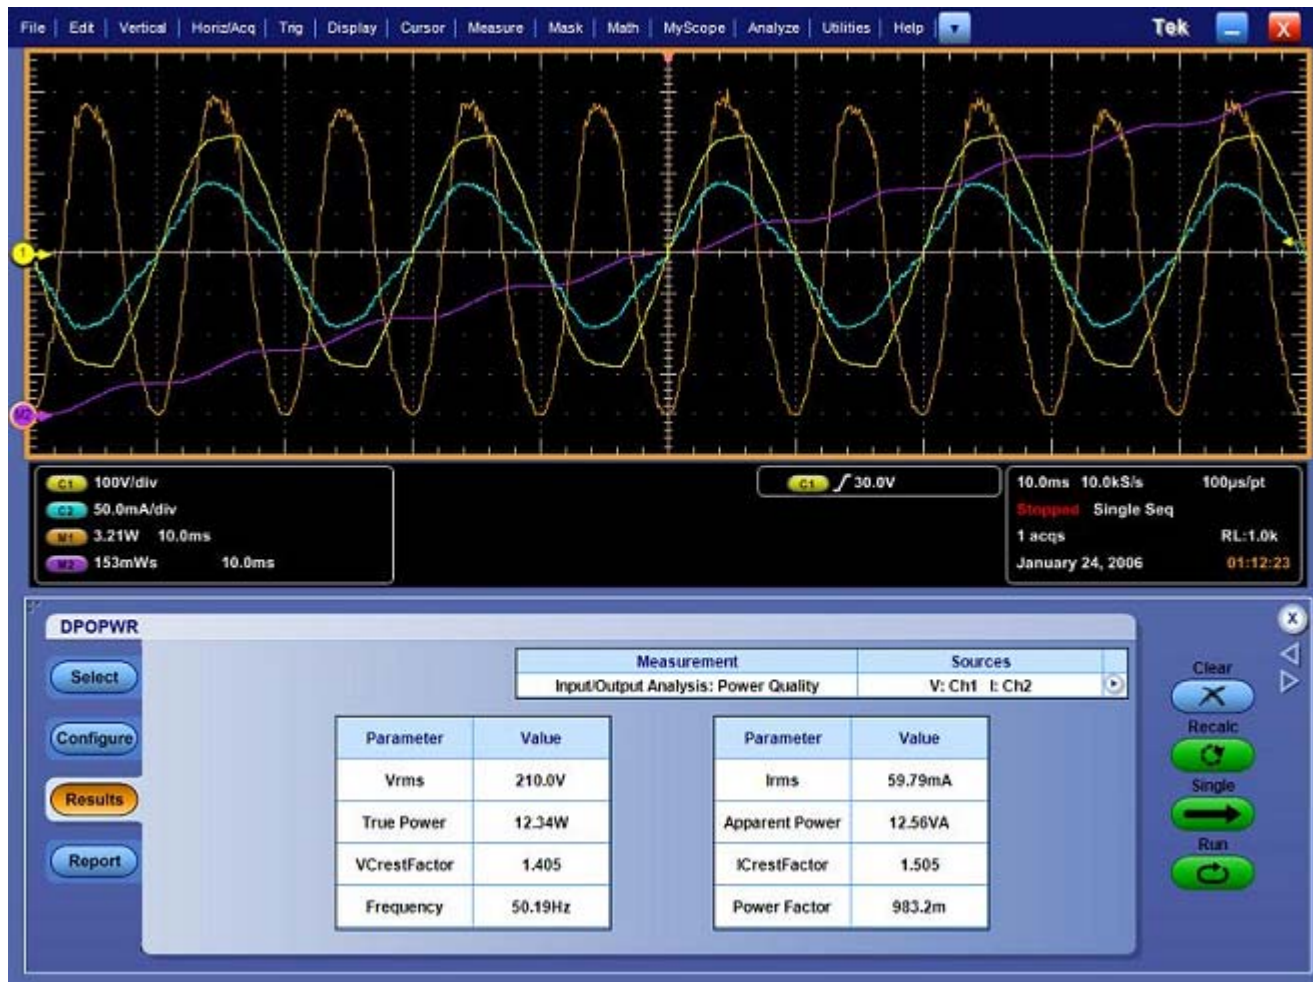 File | Edit | Vertical | Horiz/Acq | Trig | Display | Cursor | Measure | Mask | Math | MyScope | Analyze | Utilities | Help | Tek X
1
M2
C1 100V/div
C2 50.0mA/div
M1 3.21W 10.0ms
M2 153mWs 10.0ms
C1 30.0V
10.0ms 10.0kS/s 100µs/pt
Stopped Single Seq
1 acqs RL:1.0k
January 24, 2006 01:12:23
DPOPWR
X
Select
Configure
Results
Report
Measurement Sources
Input/Output Analysis: Power Quality V: Ch1 I: Ch2
Parameter Value
Vrms 210.0V
True Power 12.34W
VCrestFactor 1.405
Frequency 50.19Hz
Parameter Value
Irms 59.79mA
Apparent Power 12.56VA
ICrestFactor 1.505
Power Factor 983.2m
Clear
Recalc
Single
Run